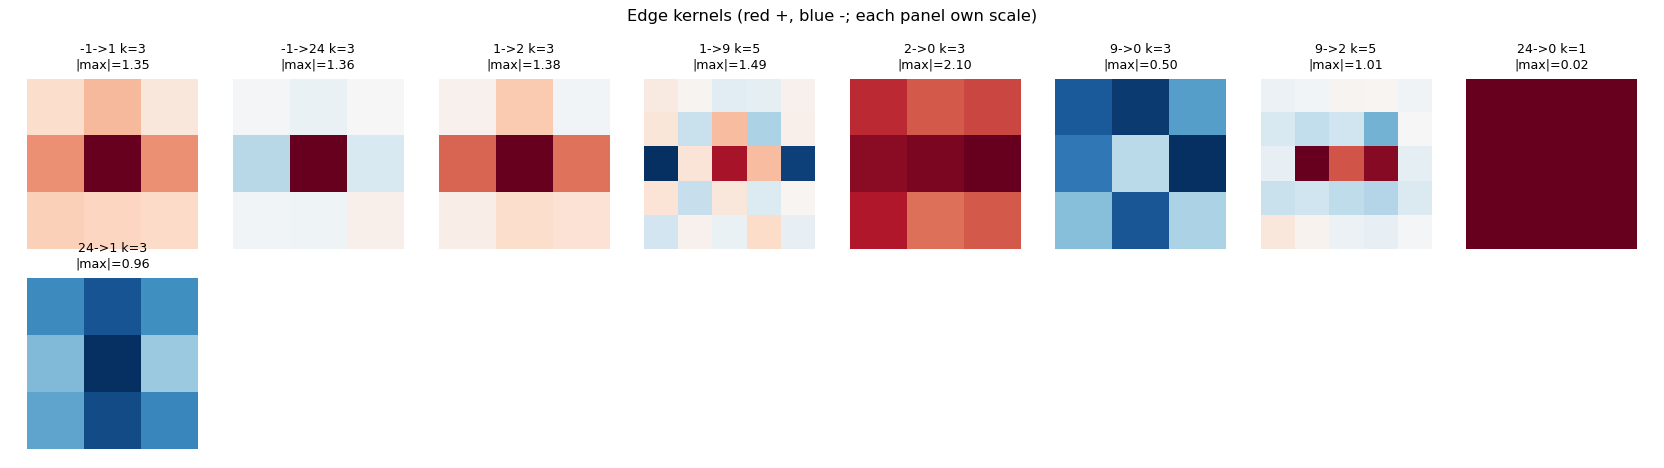 Edge kernels (red +, blue -; each panel own scale)
-1->1 k=3
|max|=1.35
-1->24 k=3
|max|=1.36
1->2 k=3
|max|=1.38
1->9 k=5
|max|=1.49
2->0 k=3
|max|=2.10
9->0 k=3
|max|=0.50
9->2 k=5
|max|=1.01
24->0 k=1
|max|=0.02
24->1 k=3
|max|=0.96